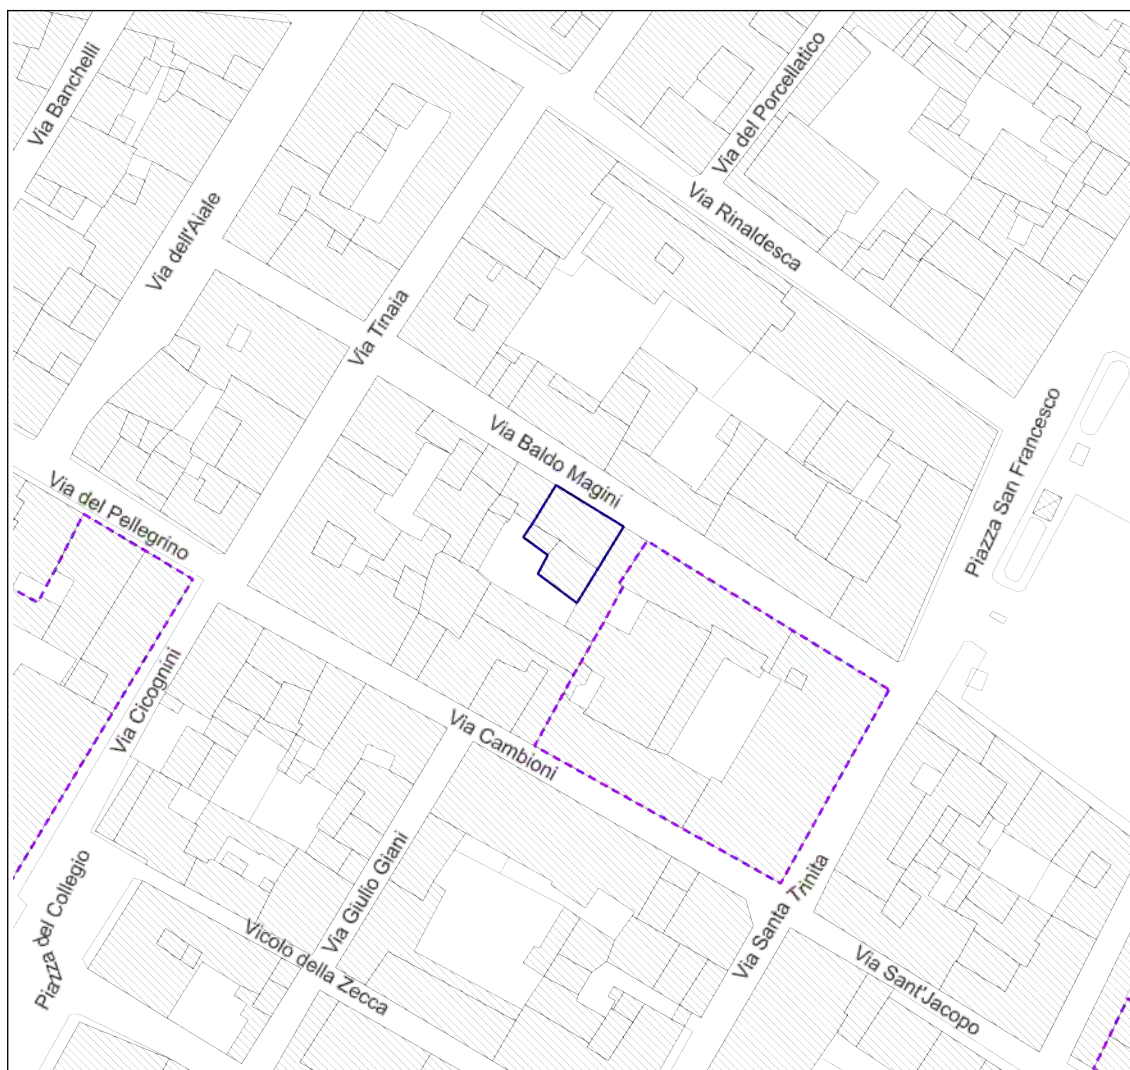 Via Banchelli
Via del Porcellatico
Via dell'Aiale
Via Rinaldesca
Via Tinaia
Via Baldo Magini
Piazza San Francesco
Via del Pellegrino
Via Cicognini
Via Cambioni
Via Giulio Giani
Piazza del Collegio
Via Santa Trinita
Vicolo della Zecca
Via Sant'Jacopo